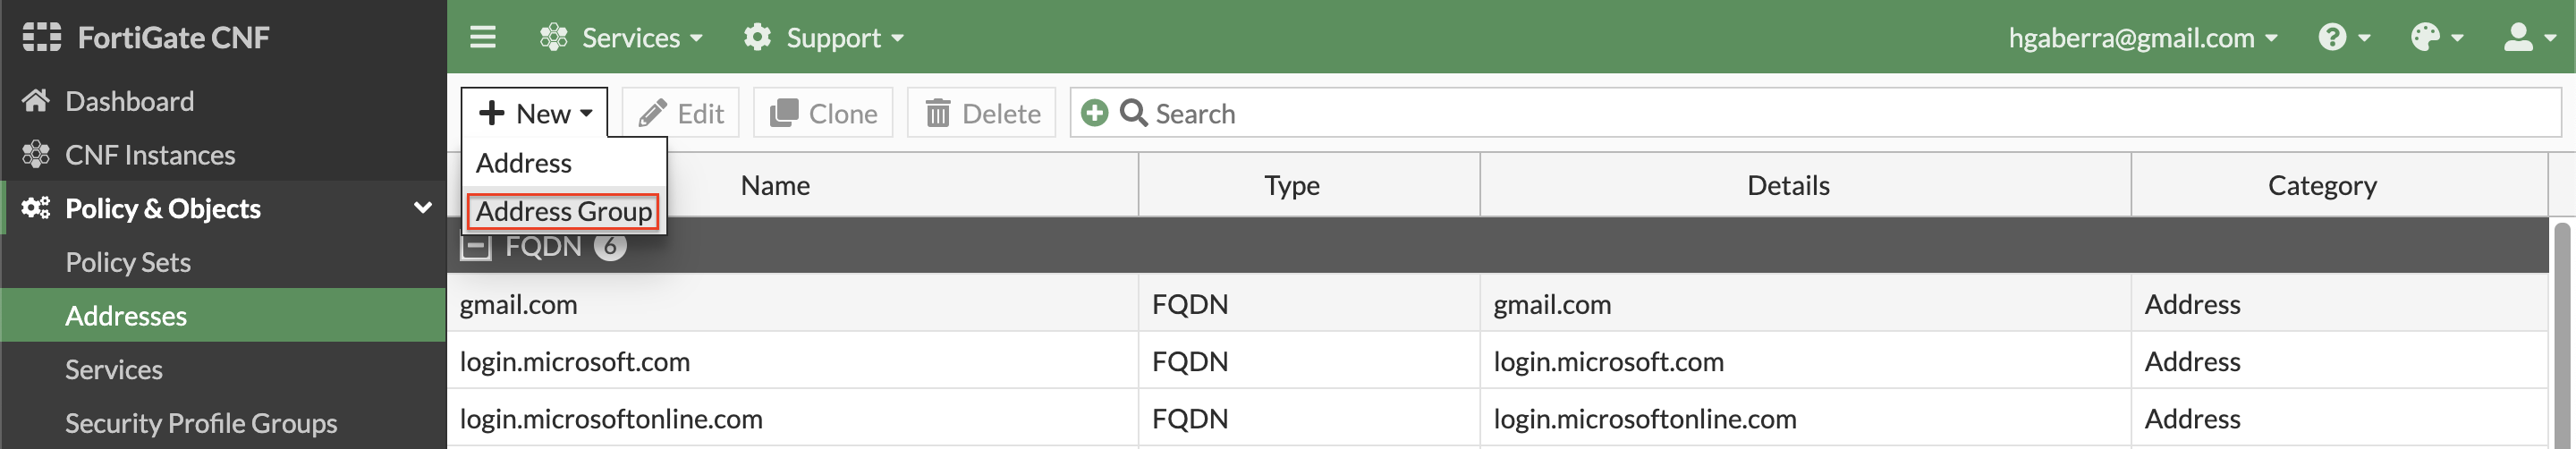 FortiGate CNF
Services
Support
hgaberra@gmail.com
Dashboard
CNF Instances
Policy & Objects
Policy Sets
Addresses
Services
Security Profile Groups
New Edit Clone Delete Search
Address
Address Group
Name Type Details Category
FQDN 6
gmail.com FQDN gmail.com Address
login.microsoft.com FQDN login.microsoft.com Address
login.microsoftonline.com FQDN login.microsoftonline.com Address